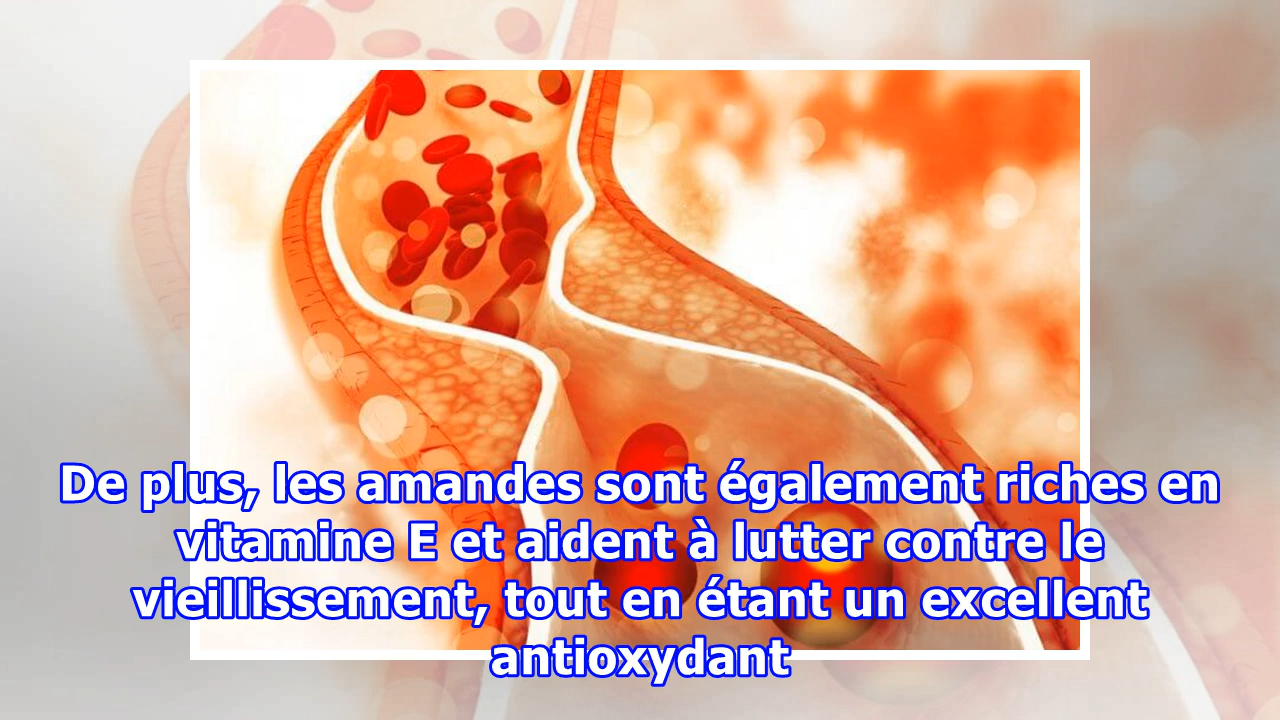 De plus, les amandes sont également riches en
vitamine E et aident à lutter contre le
vieillissement, tout en étant un excellent
antioxydant